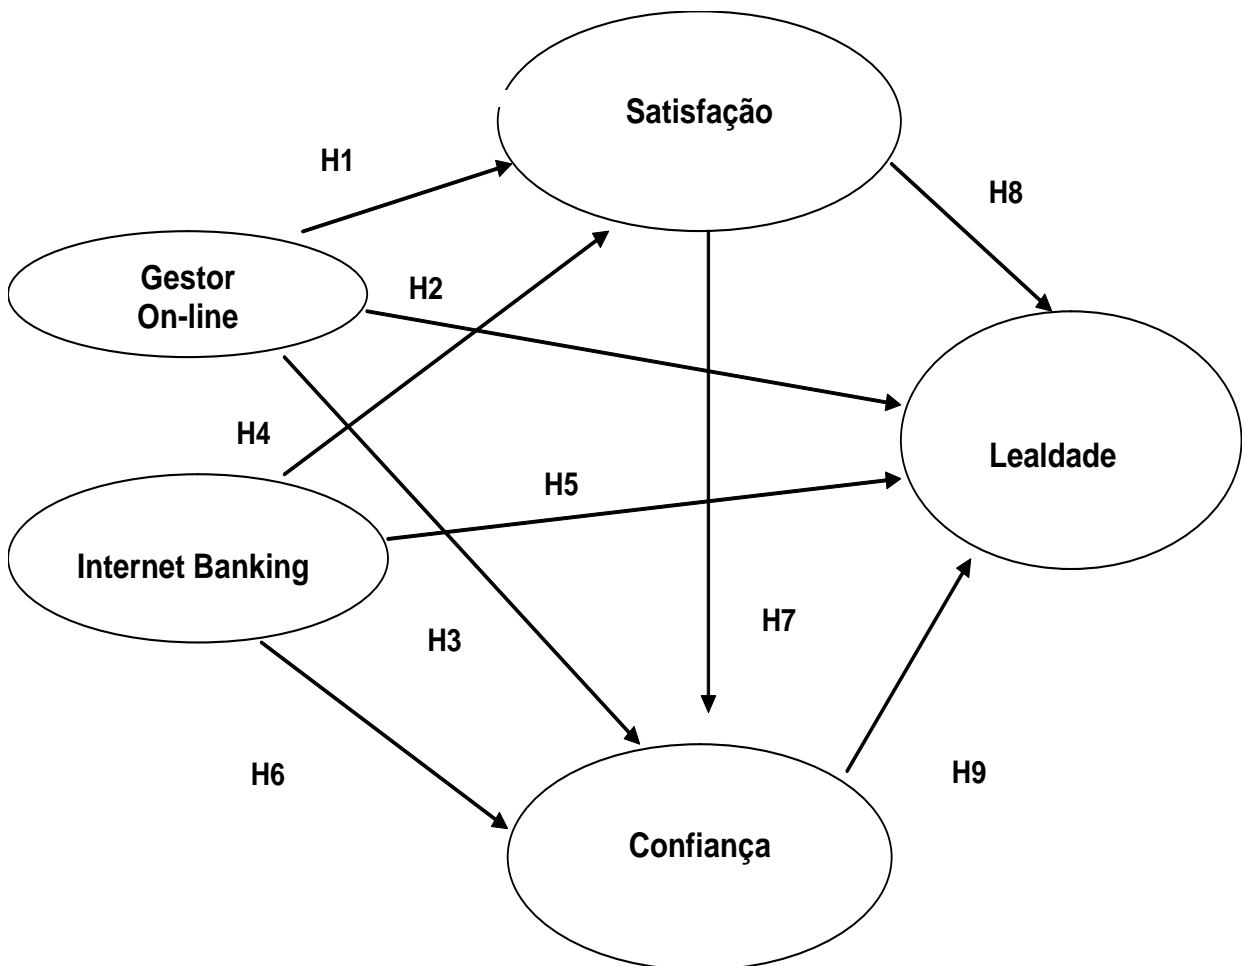 Satisfação
H1
H8
Gestor
On-line
H2
H4
Lealdade
H5
Internet Banking
H7
H3
H6
H9
Confiança